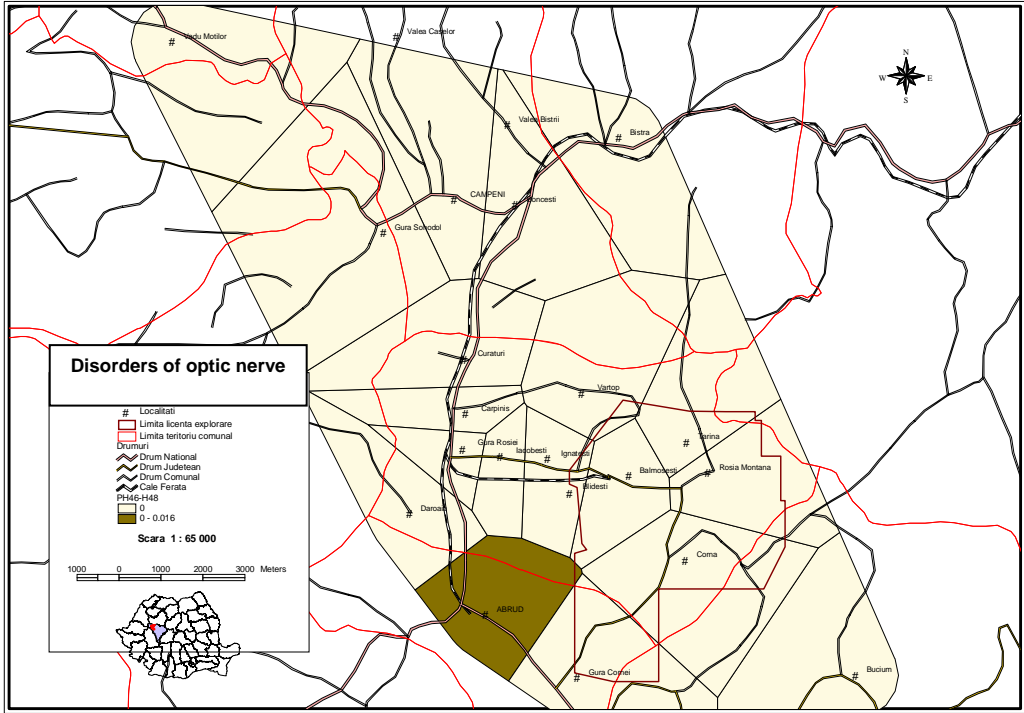 Vadu Motilor
#
Valea Caselor
#
N
W E
S
Valea Bistrii
#
Bistra
#
CAMPENI
#
#
Gura Sohodol
#
Curaturi
#
Disorders of optic nerve
Vartop
#
# Localitati
Limita licenta explorare
Limita teritoriu comunal
Drumuri
Drum National
Drum Judetean
Drum Comunal
Cale Ferata
PH46-H48
0
0 - 0.016
Scara 1 : 65 000
1000 0 1000 2000 3000 Meters
Carpinis
#
Gura Rosiei
#
Iacobesti
#
Ignatesti
#
Tarina
#
Balmosesti
#
Rosia Montana
#
Blidesti
#
Daroaia
#
Corna
#
ABRUD
#
Gura Cornei
#
Bucium
#